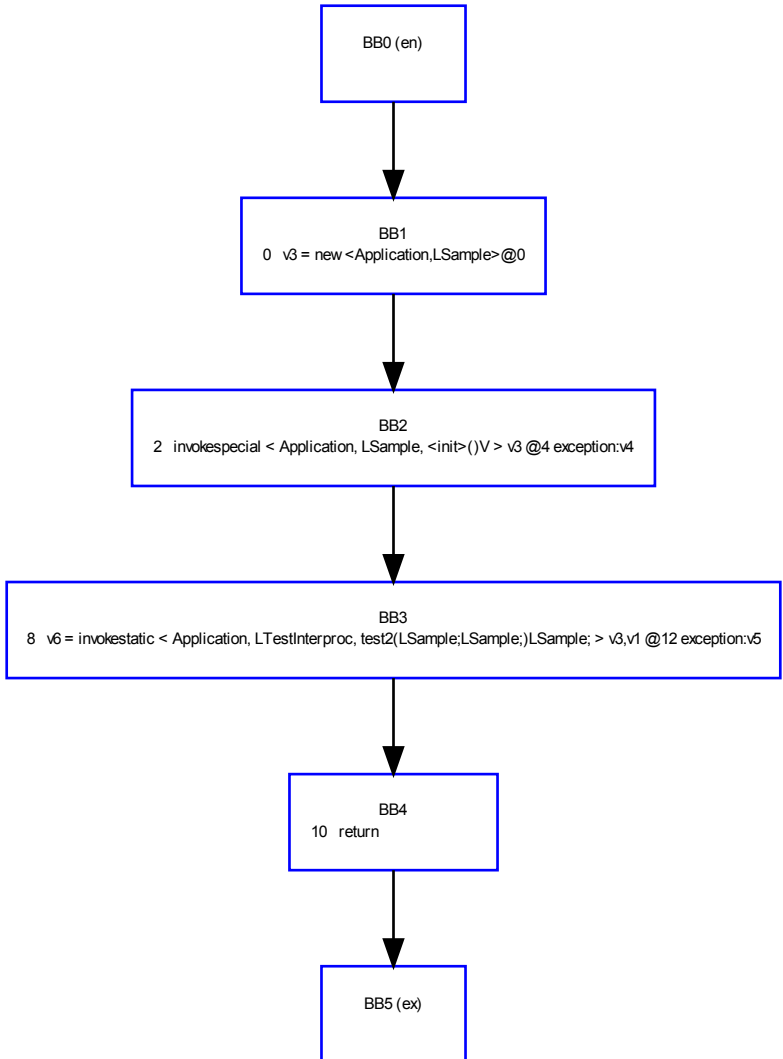 BB0 (en)
BB1
0 v3 = new <Application,LSample>@0
BB2
2 invokespecial < Application, LSample, <init>()V > v3 @4 exception:v4
BB3
8 v6 = invokestatic < Application, LTestInterproc, test2(LSample;LSample;)LSample; > v3,v1 @12 exception:v5
BB4
10 return
BB5 (ex)